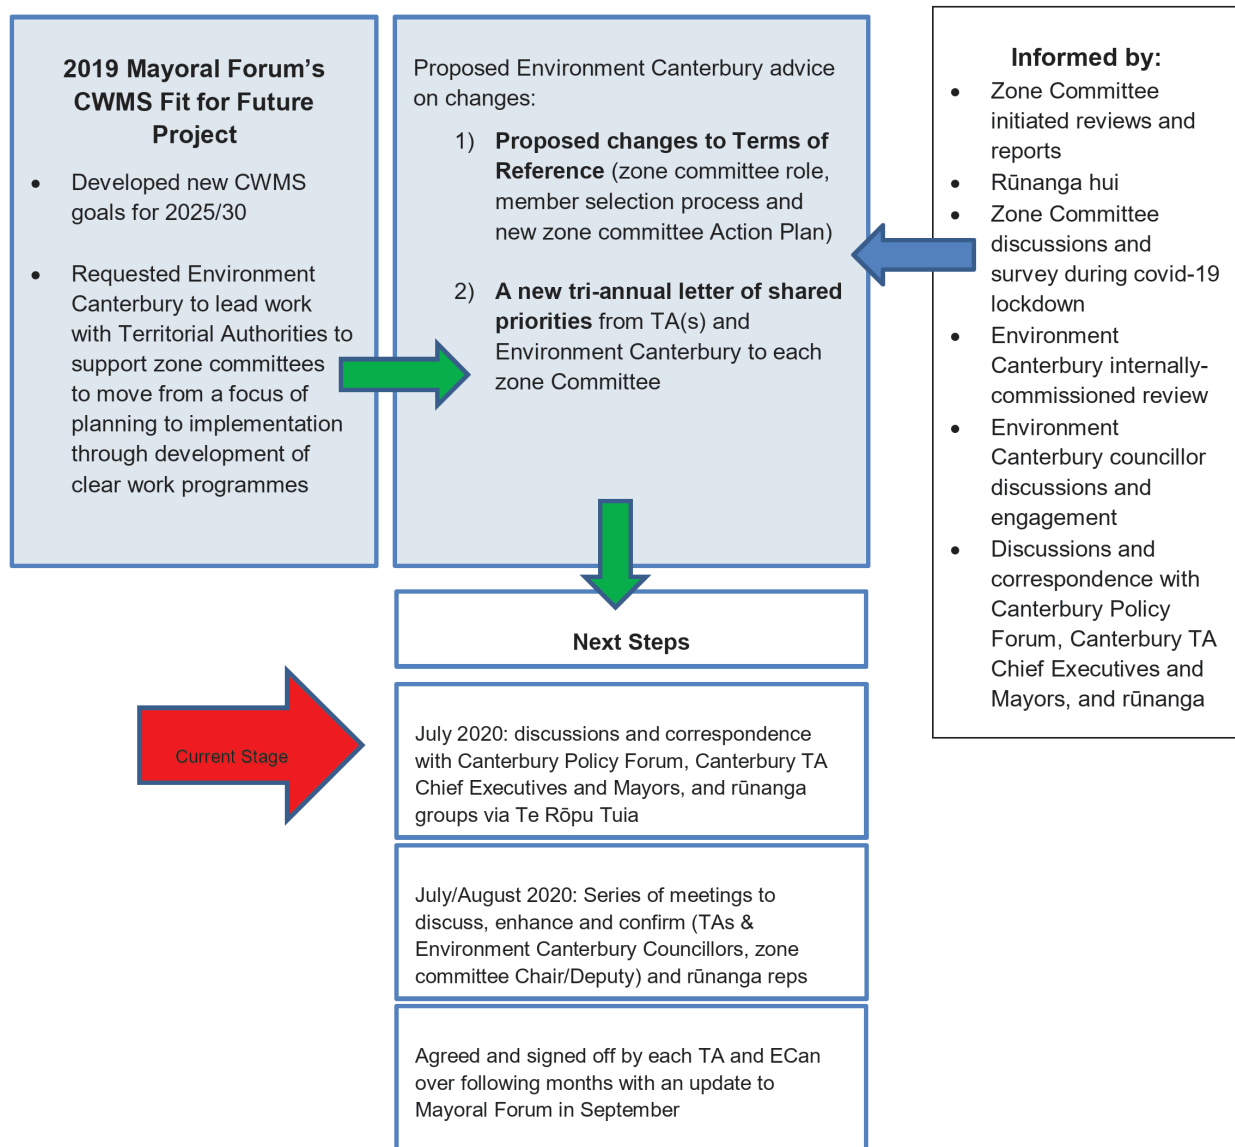 2019 Mayoral Forum's
CWMS Fit for Future
Project
• Developed new CWMS
goals for 2025/30
• Requested Environment
Canterbury to lead work
with Territorial Authorities to
support zone committees
to move from a focus of
planning to implementation
through development of
clear work programmes
Proposed Environment Canterbury advice
on changes:
1) Proposed changes to Terms of
Reference (zone committee role,
member selection process and
new zone committee Action Plan)
2) A new tri-annual letter of shared
priorities from TA(s) and
Environment Canterbury to each
zone Committee
Informed by:
• Zone Committee
initiated reviews and
reports
• Rūnanga hui
• Zone Committee
discussions and
survey during covid-19
lockdown
• Environment
Canterbury internally-
commissioned review
• Environment
Canterbury councillor
discussions and
engagement
• Discussions and
correspondence with
Canterbury Policy
Forum, Canterbury TA
Chief Executives and
Mayors, and rūnanga
Next Steps
Current Stage
July 2020: discussions and correspondence
with Canterbury Policy Forum, Canterbury TA
Chief Executives and Mayors, and rūnanga
groups via Te Rōpu Tuia
July/August 2020: Series of meetings to
discuss, enhance and confirm (TAs &
Environment Canterbury Councillors, zone
committee Chair/Deputy) and rūnanga reps
Agreed and signed off by each TA and ECan
over following months with an update to
Mayoral Forum in September